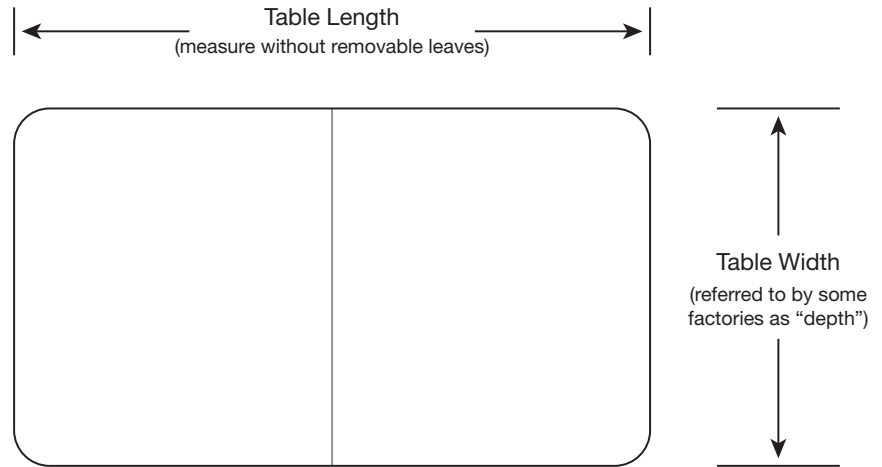 Table Length
(measure without removable leaves)
Table Width
(referred to by some
factories as “depth”)